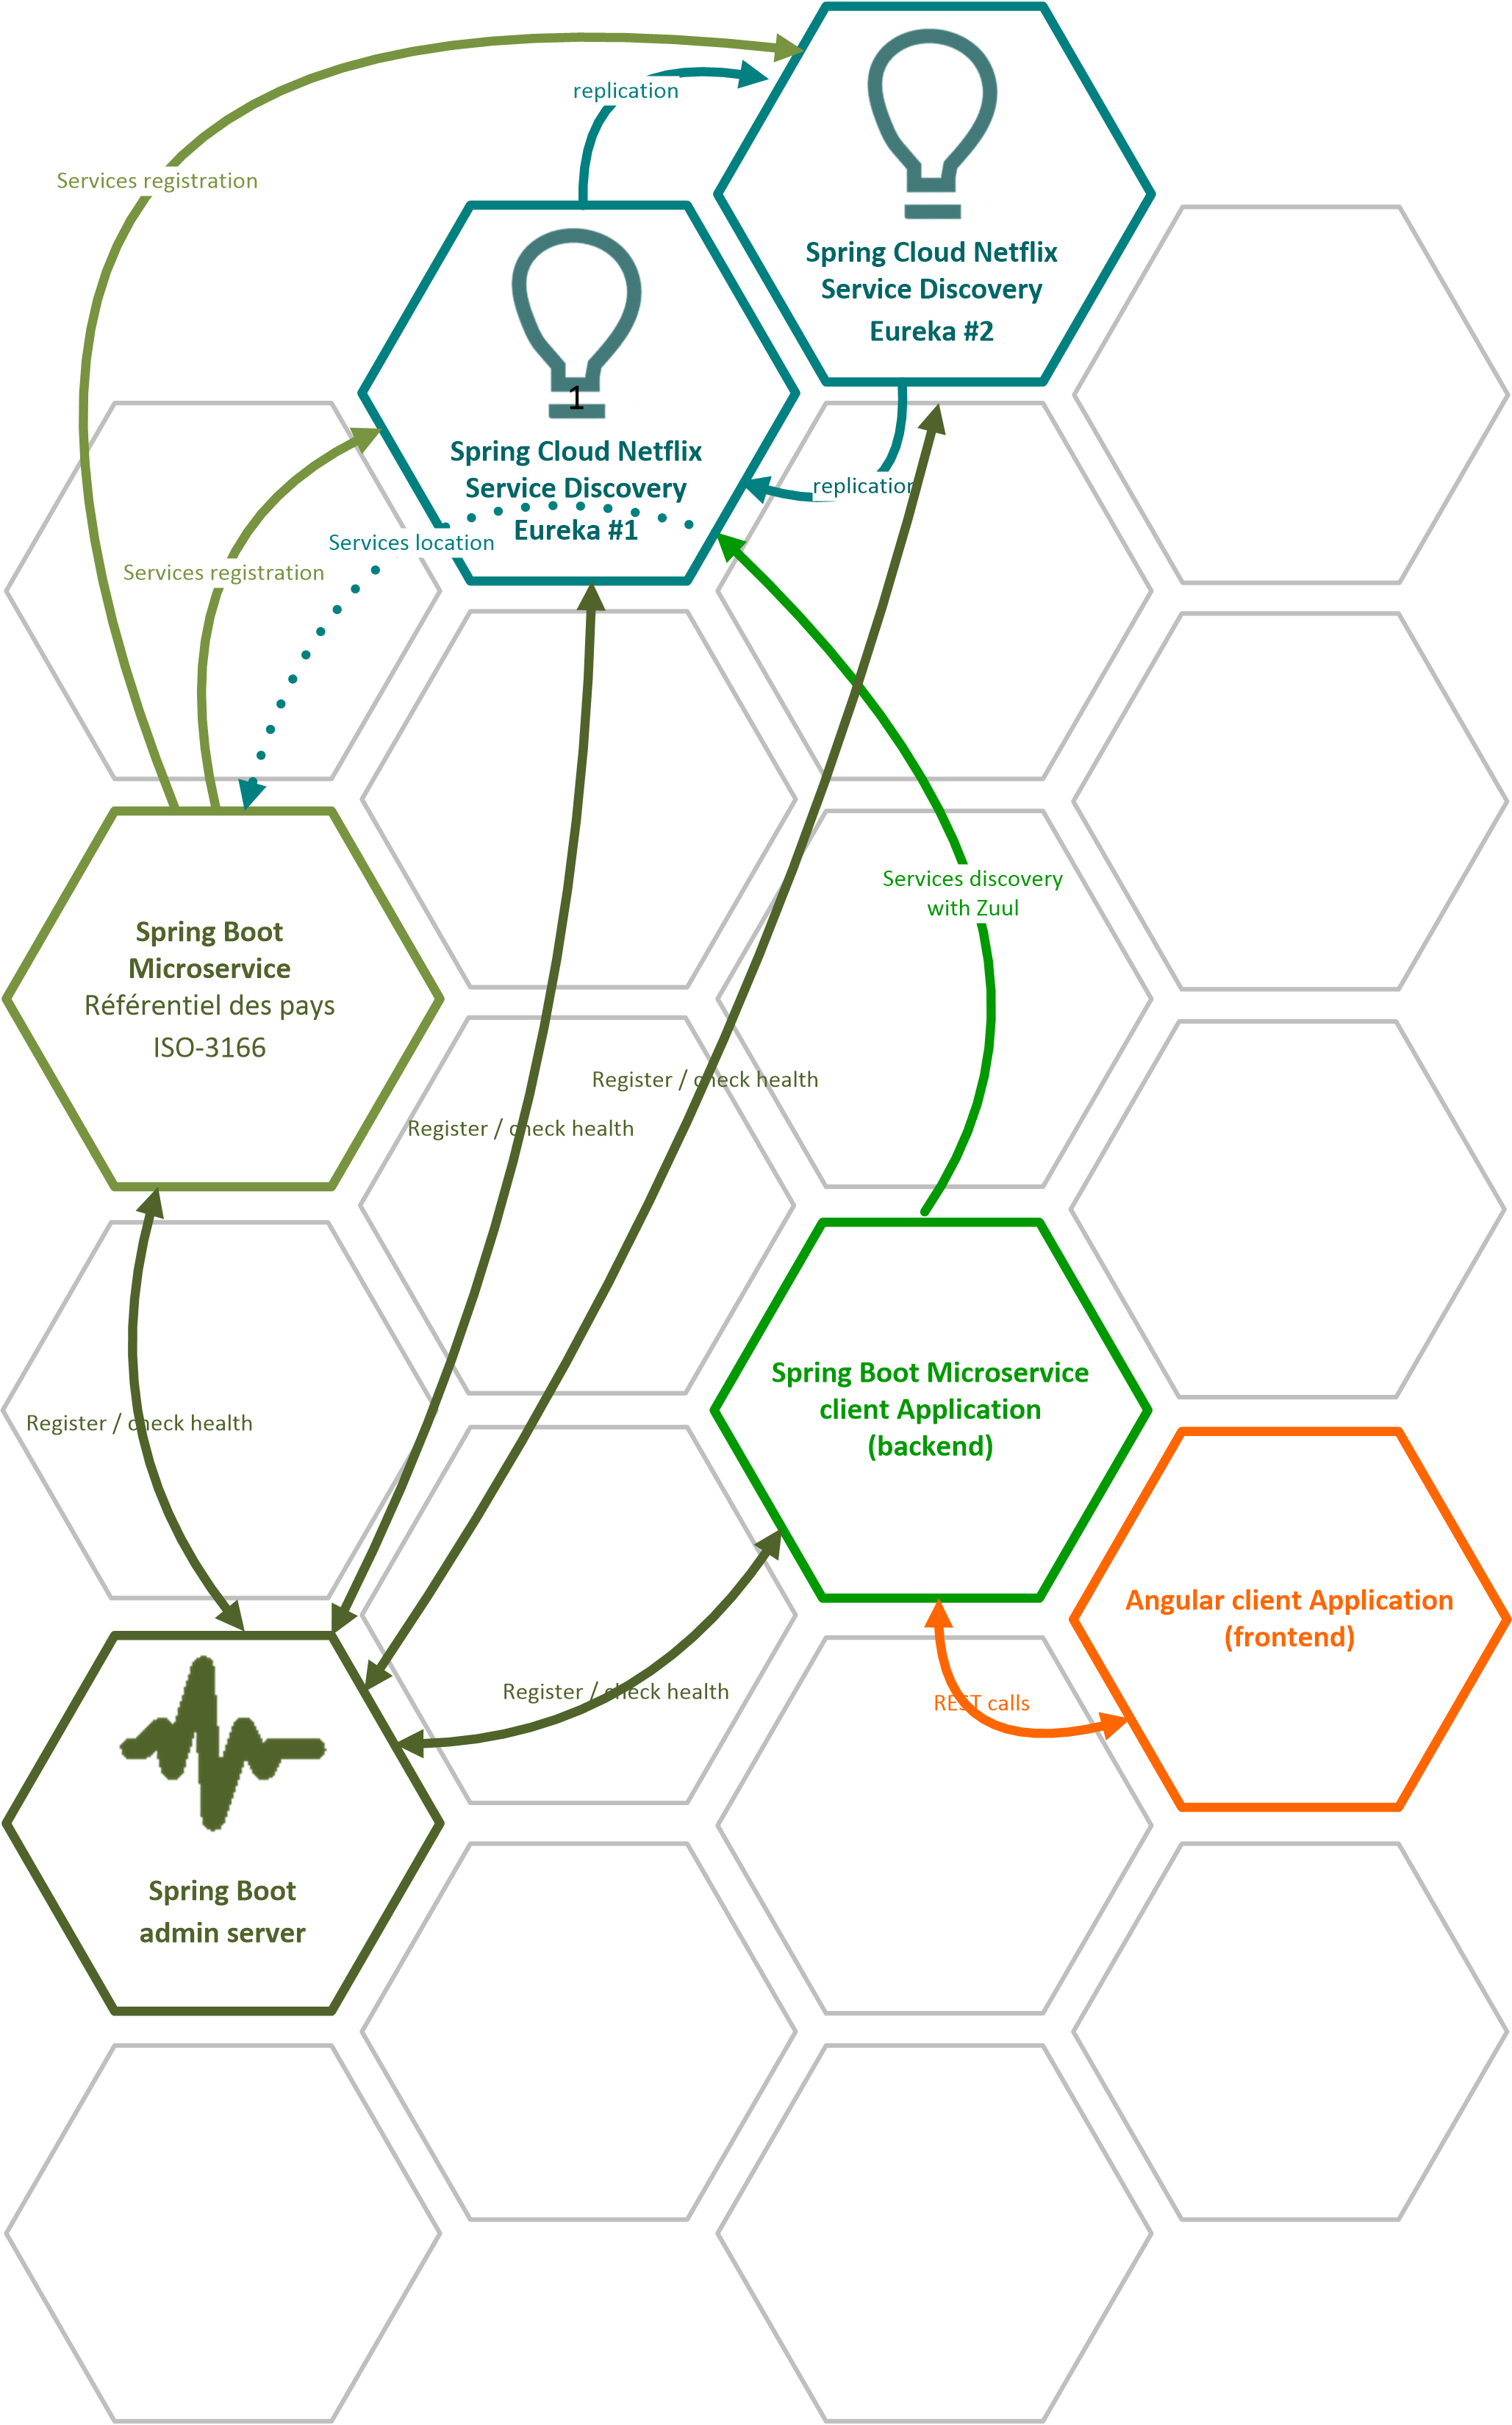 replication
Services registration
Spring Cloud Netflix
Service Discovery
Eureka #2
1
Spring Cloud Netflix
Service Discovery
Eureka #1
replication
Services location
Services registration
Services discovery
with Zuul
Spring Boot
Microservice
Référentiel des pays
ISO-3166
Register / check health
Register / check health
Spring Boot Microservice
client Application
(backend)
Register / check health
Angular client Application
(frontend)
Register / check health
REST calls
Spring Boot
admin server